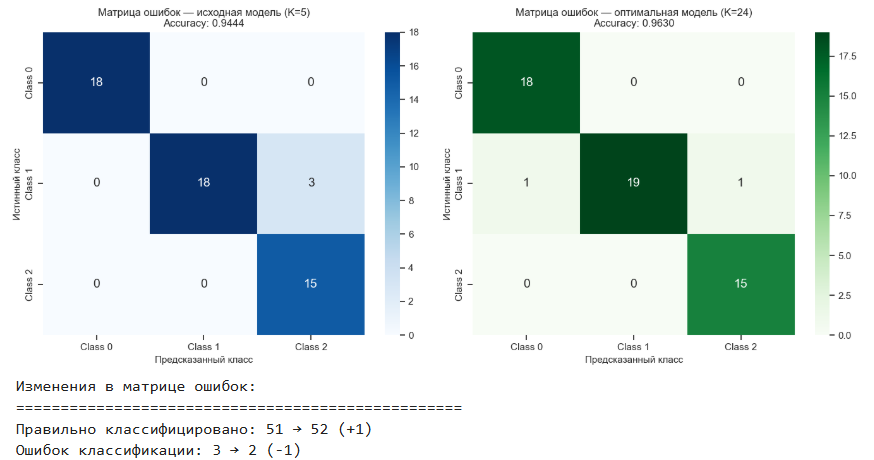 Матрица ошибок — исходная модель (K=5)
Accuracy: 0.9444
Class 0
Class 1
Class 2
Истинный класс
18 0 0
0 18 3
0 0 15
Class 0 Class 1 Class 2
Предсказанный класс
18
16
14
12
10
8
6
4
2
0
Матрица ошибок — оптимальная модель (K=24)
Accuracy: 0.9630
Class 0
Class 1
Class 2
Истинный класс
18 0 0
1 19 1
0 0 15
Class 0 Class 1 Class 2
Предсказанный класс
17.5
15.0
12.5
10.0
7.5
5.0
2.5
0.0
Изменения в матрице ошибок:
==================================================
Правильно классифицировано: 51 → 52 (+1)
Ошибок классификации: 3 → 2 (-1)